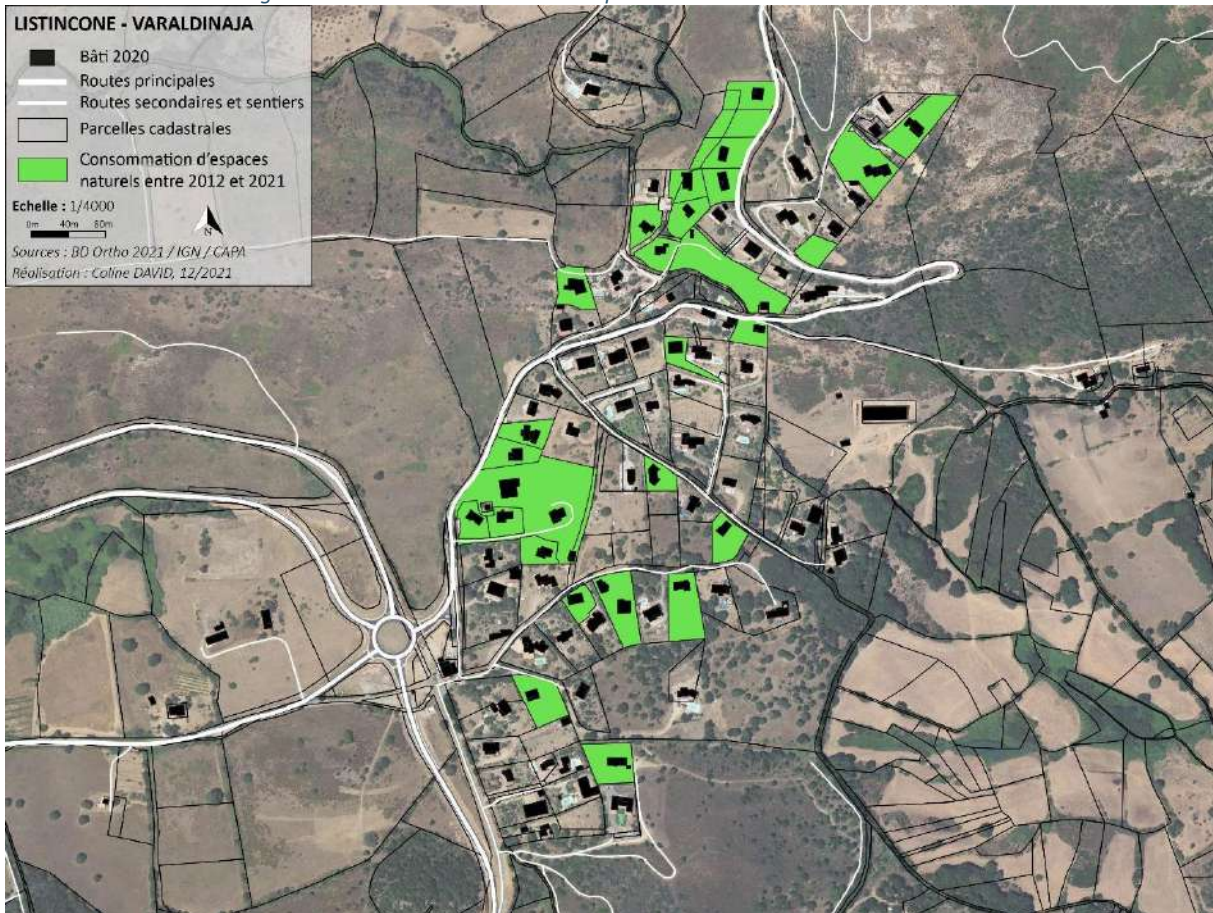 LISTINCONE - VARALDINAJA
Bâti 2020
Routes principales
Routes secondaires et sentiers
Parcelles cadastrales
Consommation d'espaces
naturels entre 2012 et 2021
Echelle : 1/4000
0m 40m 80m
N
Sources : BD Ortho 2021 / IGN / CAPA
Réalisation : Coline DAVID, 12/2021